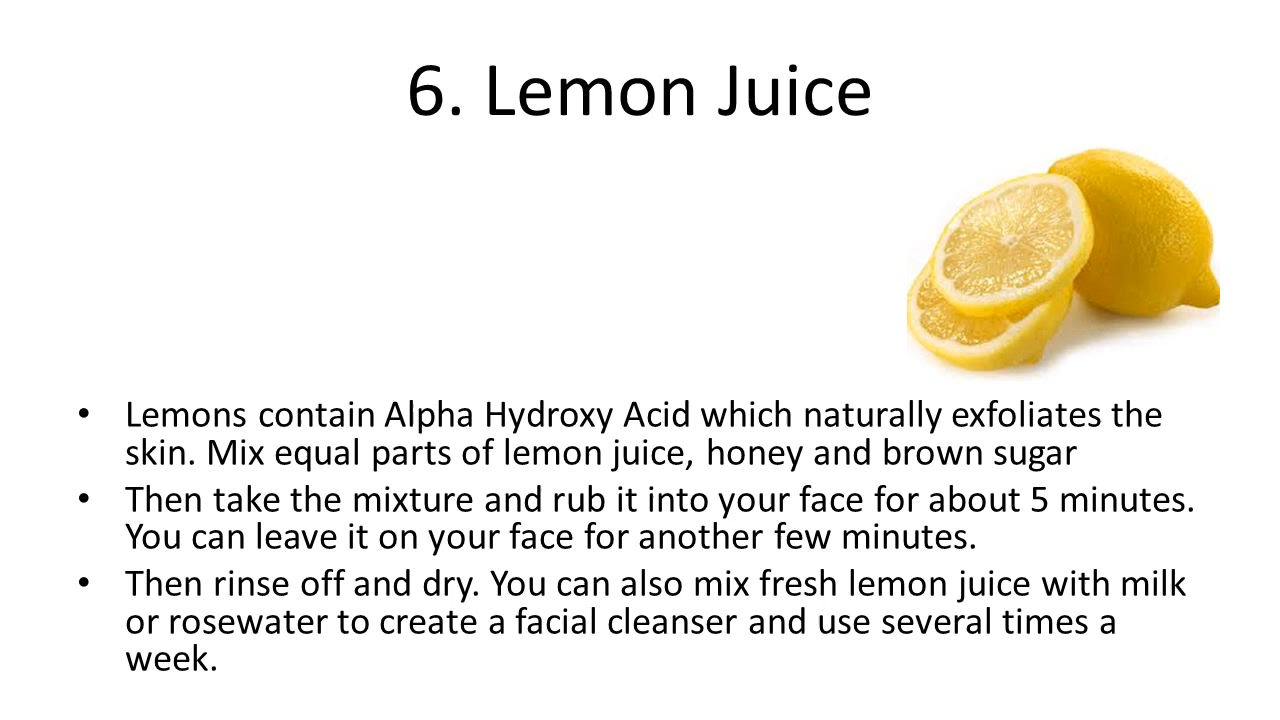 6. Lemon Juice
• Lemons contain Alpha Hydroxy Acid which naturally exfoliates the
skin. Mix equal parts of lemon juice, honey and brown sugar
• Then take the mixture and rub it into your face for about 5 minutes.
You can leave it on your face for another few minutes.
• Then rinse off and dry. You can also mix fresh lemon juice with milk
or rosewater to create a facial cleanser and use several times a
week.